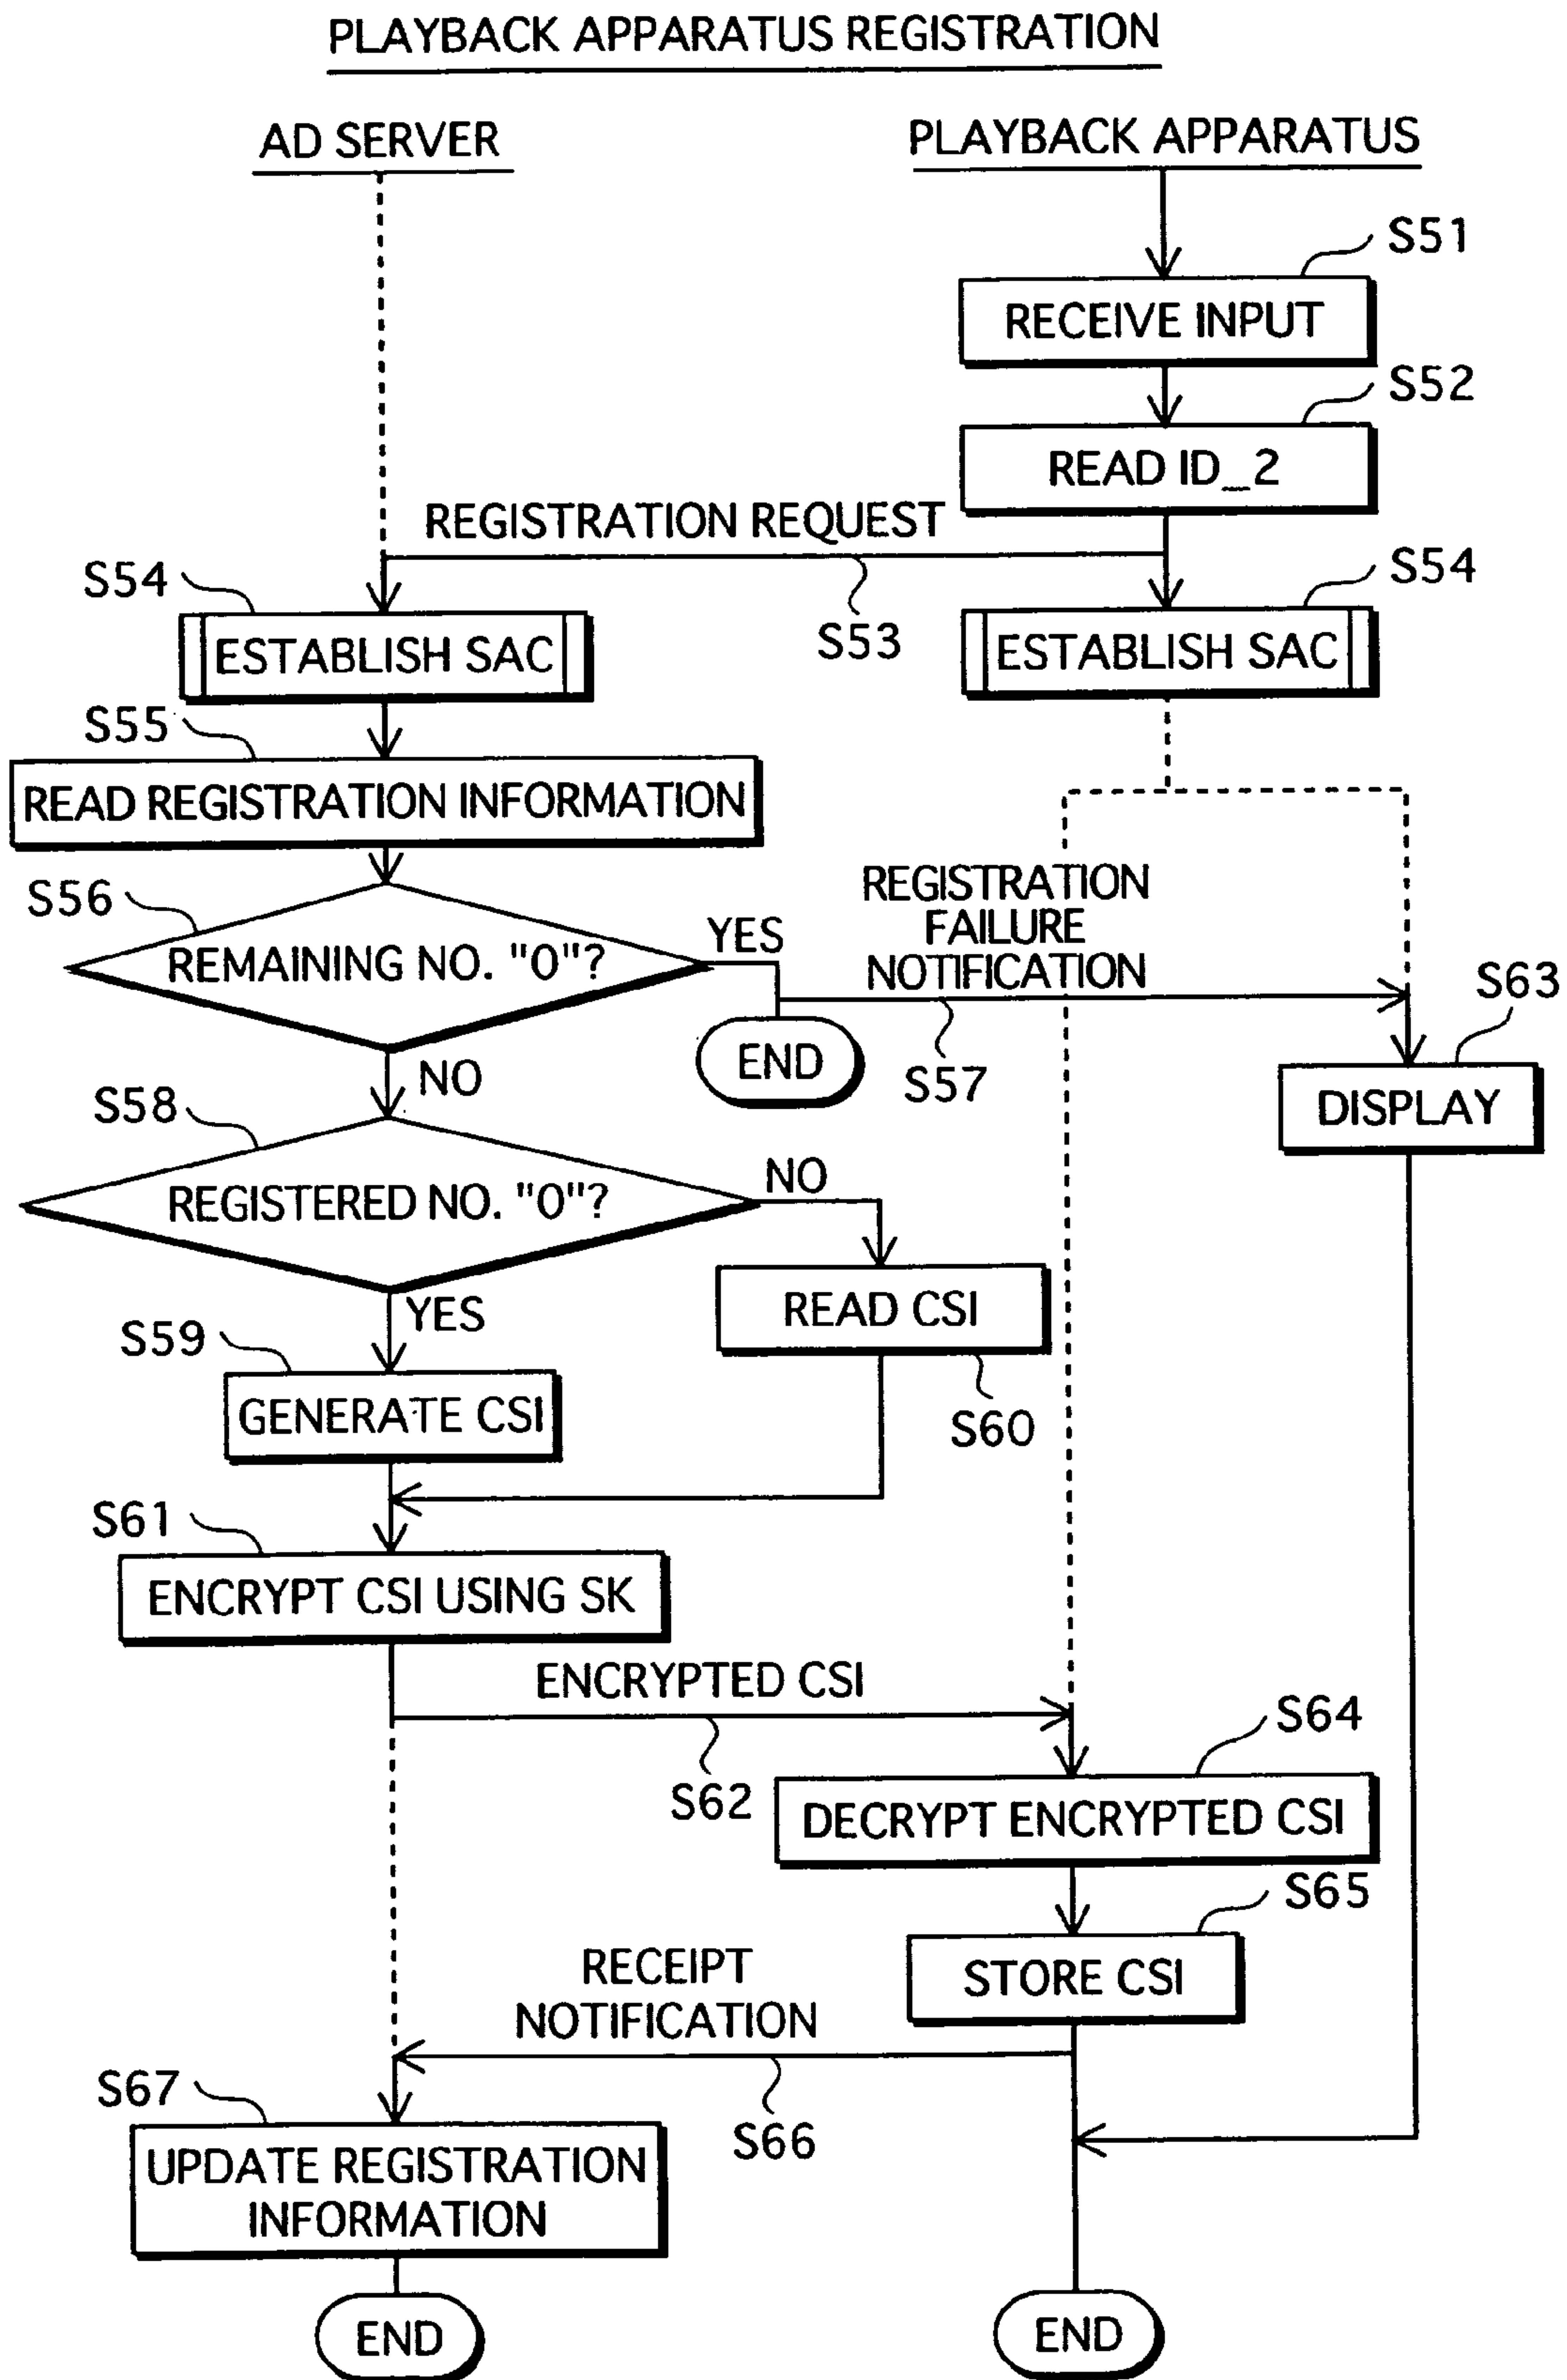 PLAYBACK APPARATUS REGISTRATION
AD SERVER
PLAYBACK APPARATUS
S51
RECEIVE INPUT
S52
READ ID_2
REGISTRATION REQUEST
S53
S54
ESTABLISH SAC
S54
ESTABLISH SAC
S55
READ REGISTRATION INFORMATION
S56
REMAINING NO. "0"?
YES
REGISTRATION
FAILURE
NOTIFICATION
S57
END
S63
DISPLAY
NO
S58
REGISTERED NO. "0"?
NO
READ CSI
S60
YES
S59
GENERATE CSI
S61
ENCRYPT CSI USING SK
ENCRYPTED CSI
S62
S64
DECRYPT ENCRYPTED CSI
S65
STORE CSI
RECEIPT
NOTIFICATION
S66
S67
UPDATE REGISTRATION
INFORMATION
END
END